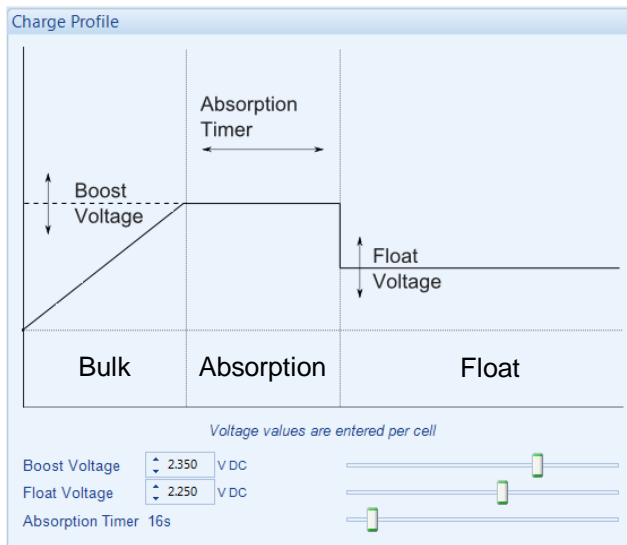 Charge Profile
Absorption
Timer
Boost
Voltage
Float
Voltage
Bulk
Absorption
Float
Voltage values are entered per cell
Boost Voltage 2.350 V DC
Float Voltage 2.250 V DC
Absorption Timer 16s